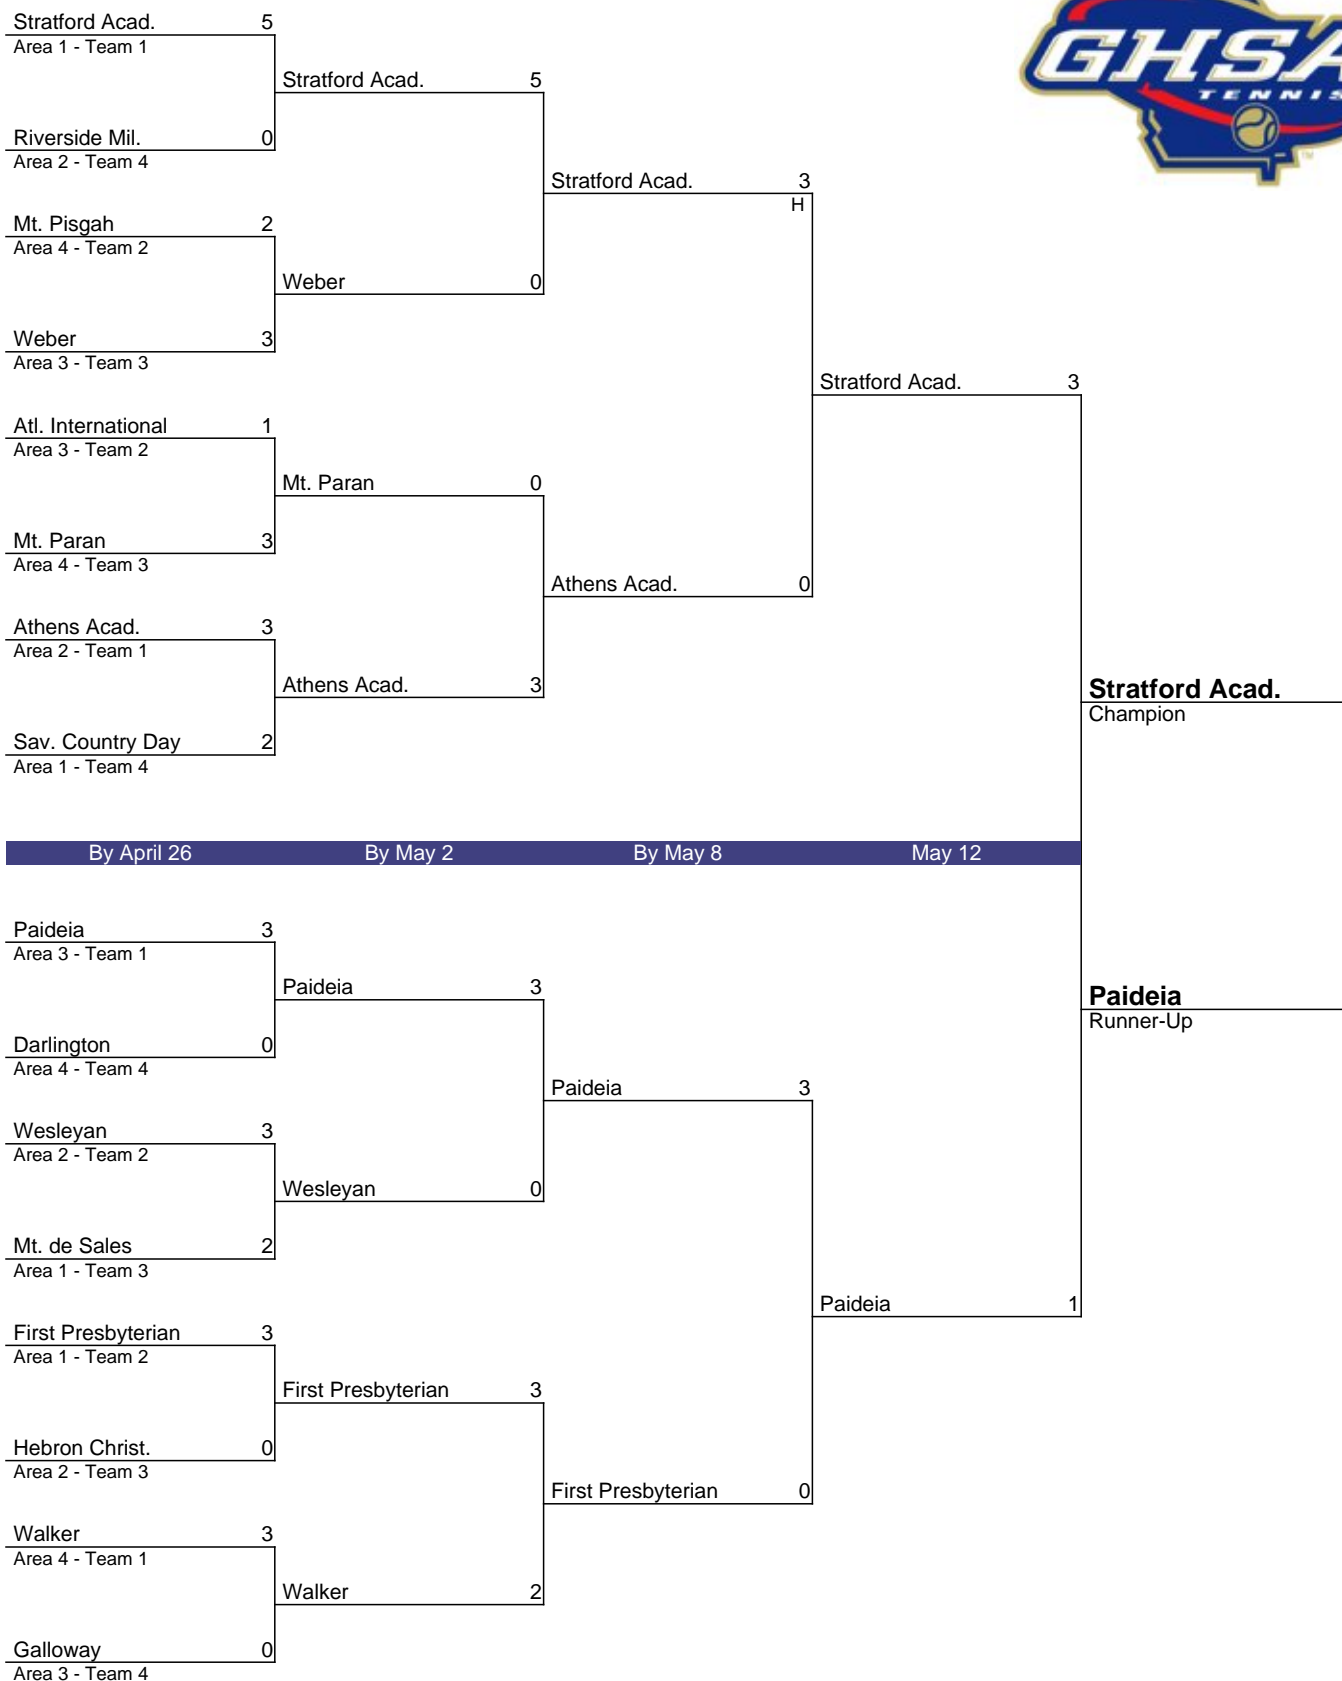 GHSA
TENNIS
Stratford Acad. 5
Area 1 - Team 1
Stratford Acad. 5
Riverside Mil. 0
Area 2 - Team 4
Stratford Acad. 3
H
Mt. Pisgah 2
Area 4 - Team 2
Weber 0
Weber 3
Area 3 - Team 3
Stratford Acad. 3
Atl. International 1
Area 3 - Team 2
Mt. Paran 0
Mt. Paran 3
Area 4 - Team 3
Athens Acad. 0
Athens Acad. 3
Area 2 - Team 1
Athens Acad. 3
Stratford Acad.
Champion
Sav. Country Day 2
Area 1 - Team 4
By April 26 By May 2 By May 8 May 12
Paideia 3
Area 3 - Team 1
Paideia 3
Paideia
Runner-Up
Darlington 0
Area 4 - Team 4
Paideia 3
Wesleyan 3
Area 2 - Team 2
Wesleyan 0
Mt. de Sales 2
Area 1 - Team 3
Paideia 1
First Presbyterian 3
Area 1 - Team 2
First Presbyterian 3
Hebron Christ. 0
Area 2 - Team 3
First Presbyterian 0
Walker 3
Area 4 - Team 1
Walker 2
Galloway 0
Area 3 - Team 4